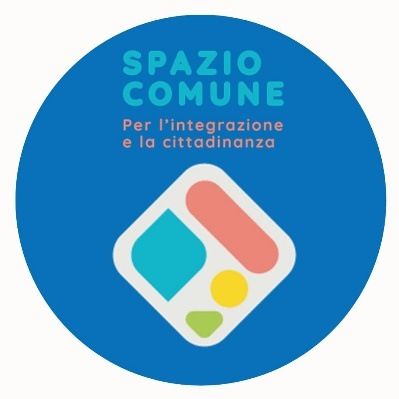 SPAZIO
COMUNE
Per l'integrazione
e la cittadinanza